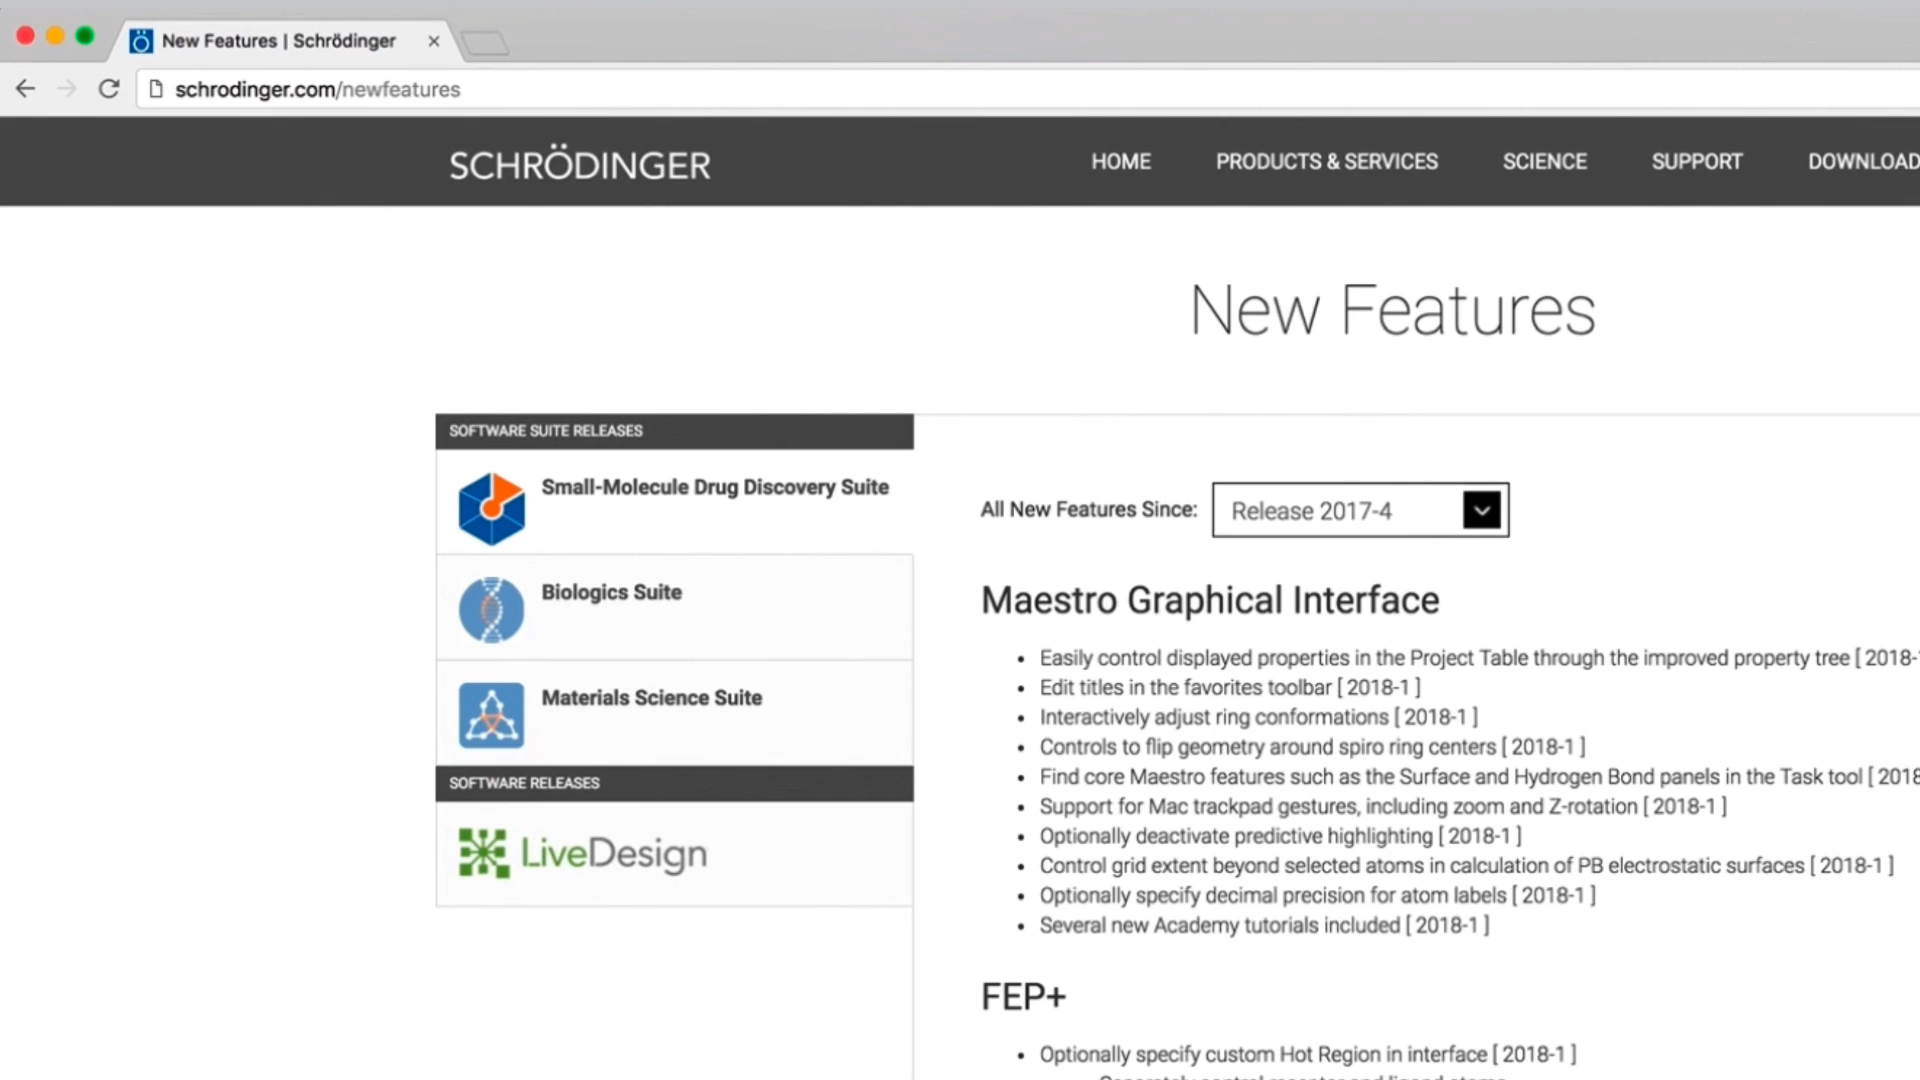 New Features | Schrödinger
schrodinger.com/newfeatures
SCHRÖDINGER
HOME
PRODUCTS & SERVICES
SCIENCE
SUPPORT
DOWNLOAD
New Features
SOFTWARE SUITE RELEASES
Small-Molecule Drug Discovery Suite
Biologics Suite
Materials Science Suite
SOFTWARE RELEASES
LiveDesign
All New Features Since: Release 2017-4
Maestro Graphical Interface
• Easily control displayed properties in the Project Table through the improved property tree [ 2018-
• Edit titles in the favorites toolbar [ 2018-1 ]
• Interactively adjust ring conformations [ 2018-1 ]
• Controls to flip geometry around spiro ring centers [ 2018-1 ]
• Find core Maestro features such as the Surface and Hydrogen Bond panels in the Task tool [ 2018
• Support for Mac trackpad gestures, including zoom and Z-rotation [ 2018-1 ]
• Optionally deactivate predictive highlighting [ 2018-1 ]
• Control grid extent beyond selected atoms in calculation of PB electrostatic surfaces [ 2018-1 ]
• Optionally specify decimal precision for atom labels [ 2018-1 ]
• Several new Academy tutorials included [ 2018-1 ]
FEP+
• Optionally specify custom Hot Region in interface [ 2018-1 ]